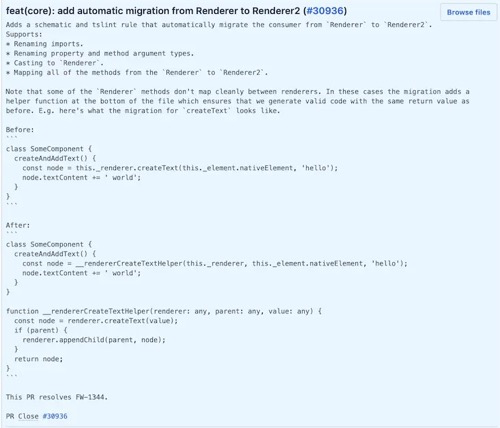 feat(core): add automatic migration from Renderer to Renderer2 (#30936)
Browse files
Adds a schematic and tslint rule that automatically migrate the consumer from `Renderer` to `Renderer2`.
Supports:
* Renaming imports.
* Renaming property and method argument types.
* Casting to `Renderer`.
* Mapping all of the methods from the `Renderer` to `Renderer2`.
Note that some of the `Renderer` methods don't map cleanly between renderers. In these cases the migration adds a
helper function at the bottom of the file which ensures that we generate valid code with the same return value as
before. E.g. here's what the migration for `createText` looks like.
Before:
```
class SomeComponent {
  createAndAddText() {
    const node = this._renderer.createText(this._element.nativeElement, 'hello');
    node.textContent += ' world';
  }
}
```
After:
```
class SomeComponent {
  createAndAddText() {
    const node = __rendererCreateTextHelper(this._renderer, this._element.nativeElement, 'hello');
    node.textContent += ' world';
  }
}
function __rendererCreateTextHelper(renderer: any, parent: any, value: any) {
  const node = renderer.createText(value);
  if (parent) {
    renderer.appendChild(parent, node);
  }
  return node;
}
```
This PR resolves FW-1344.
PR Close #30936